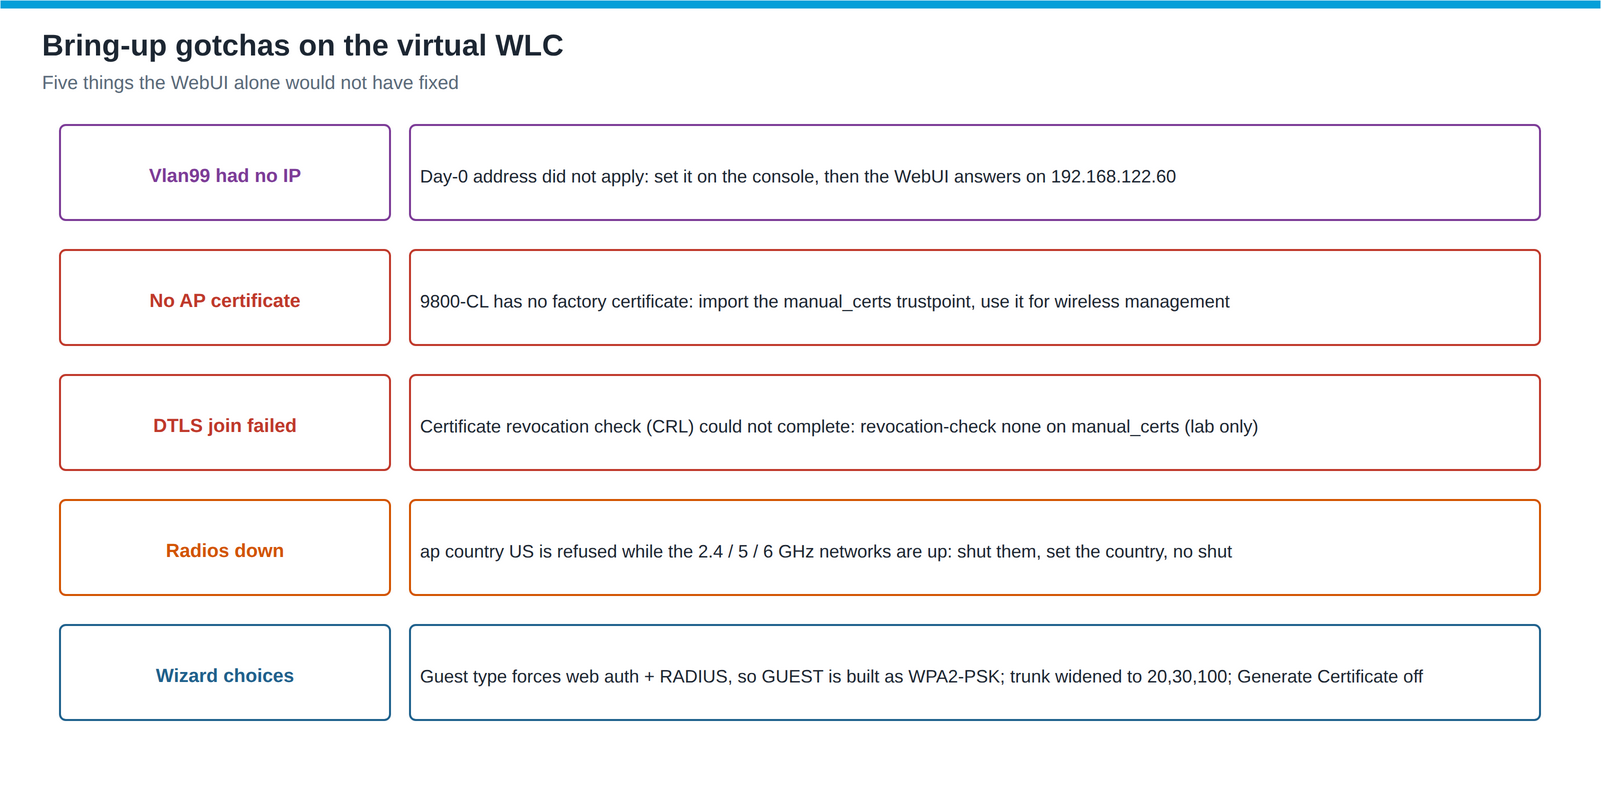 Bring-up gotchas on the virtual WLC
Five things the WebUI alone would not have fixed
Vlan99 had no IP
Day-0 address did not apply: set it on the console, then the WebUI answers on 192.168.122.60
No AP certificate
9800-CL has no factory certificate: import the manual_certs trustpoint, use it for wireless management
DTLS join failed
Certificate revocation check (CRL) could not complete: revocation-check none on manual_certs (lab only)
Radios down
ap country US is refused while the 2.4 / 5 / 6 GHz networks are up: shut them, set the country, no shut
Wizard choices
Guest type forces web auth + RADIUS, so GUEST is built as WPA2-PSK; trunk widened to 20,30,100; Generate Certificate off